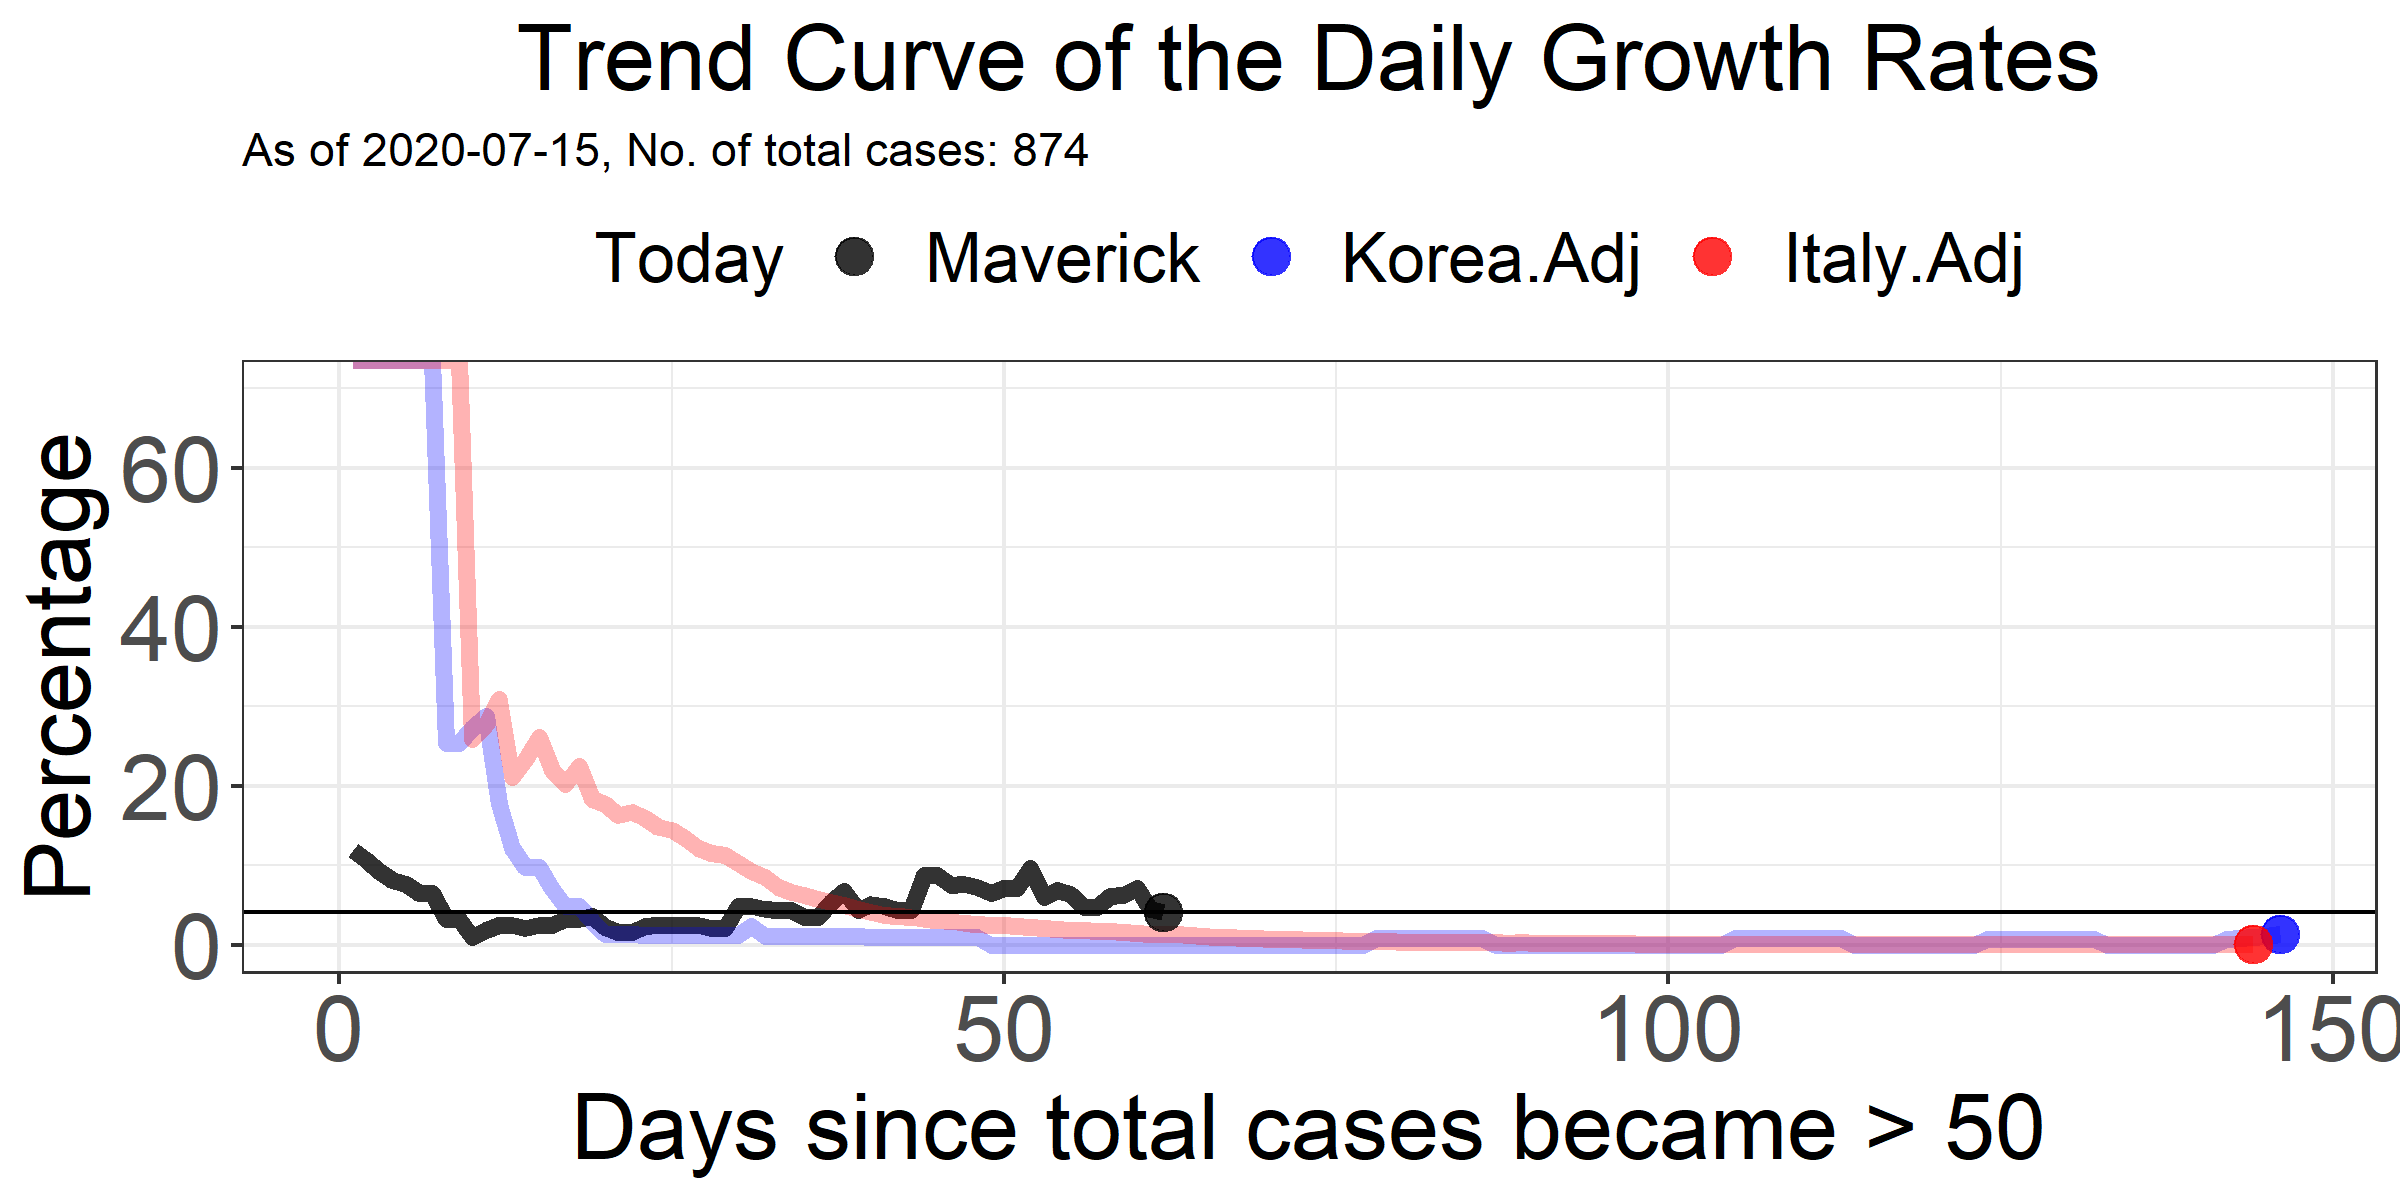 Trend Curve of the Daily Growth Rates
As of 2020-07-15, No. of total cases: 874
Today Maverick Korea.Adj Italy.Adj
Percentage
60
40
20
0
0 50 100 150
Days since total cases became > 50